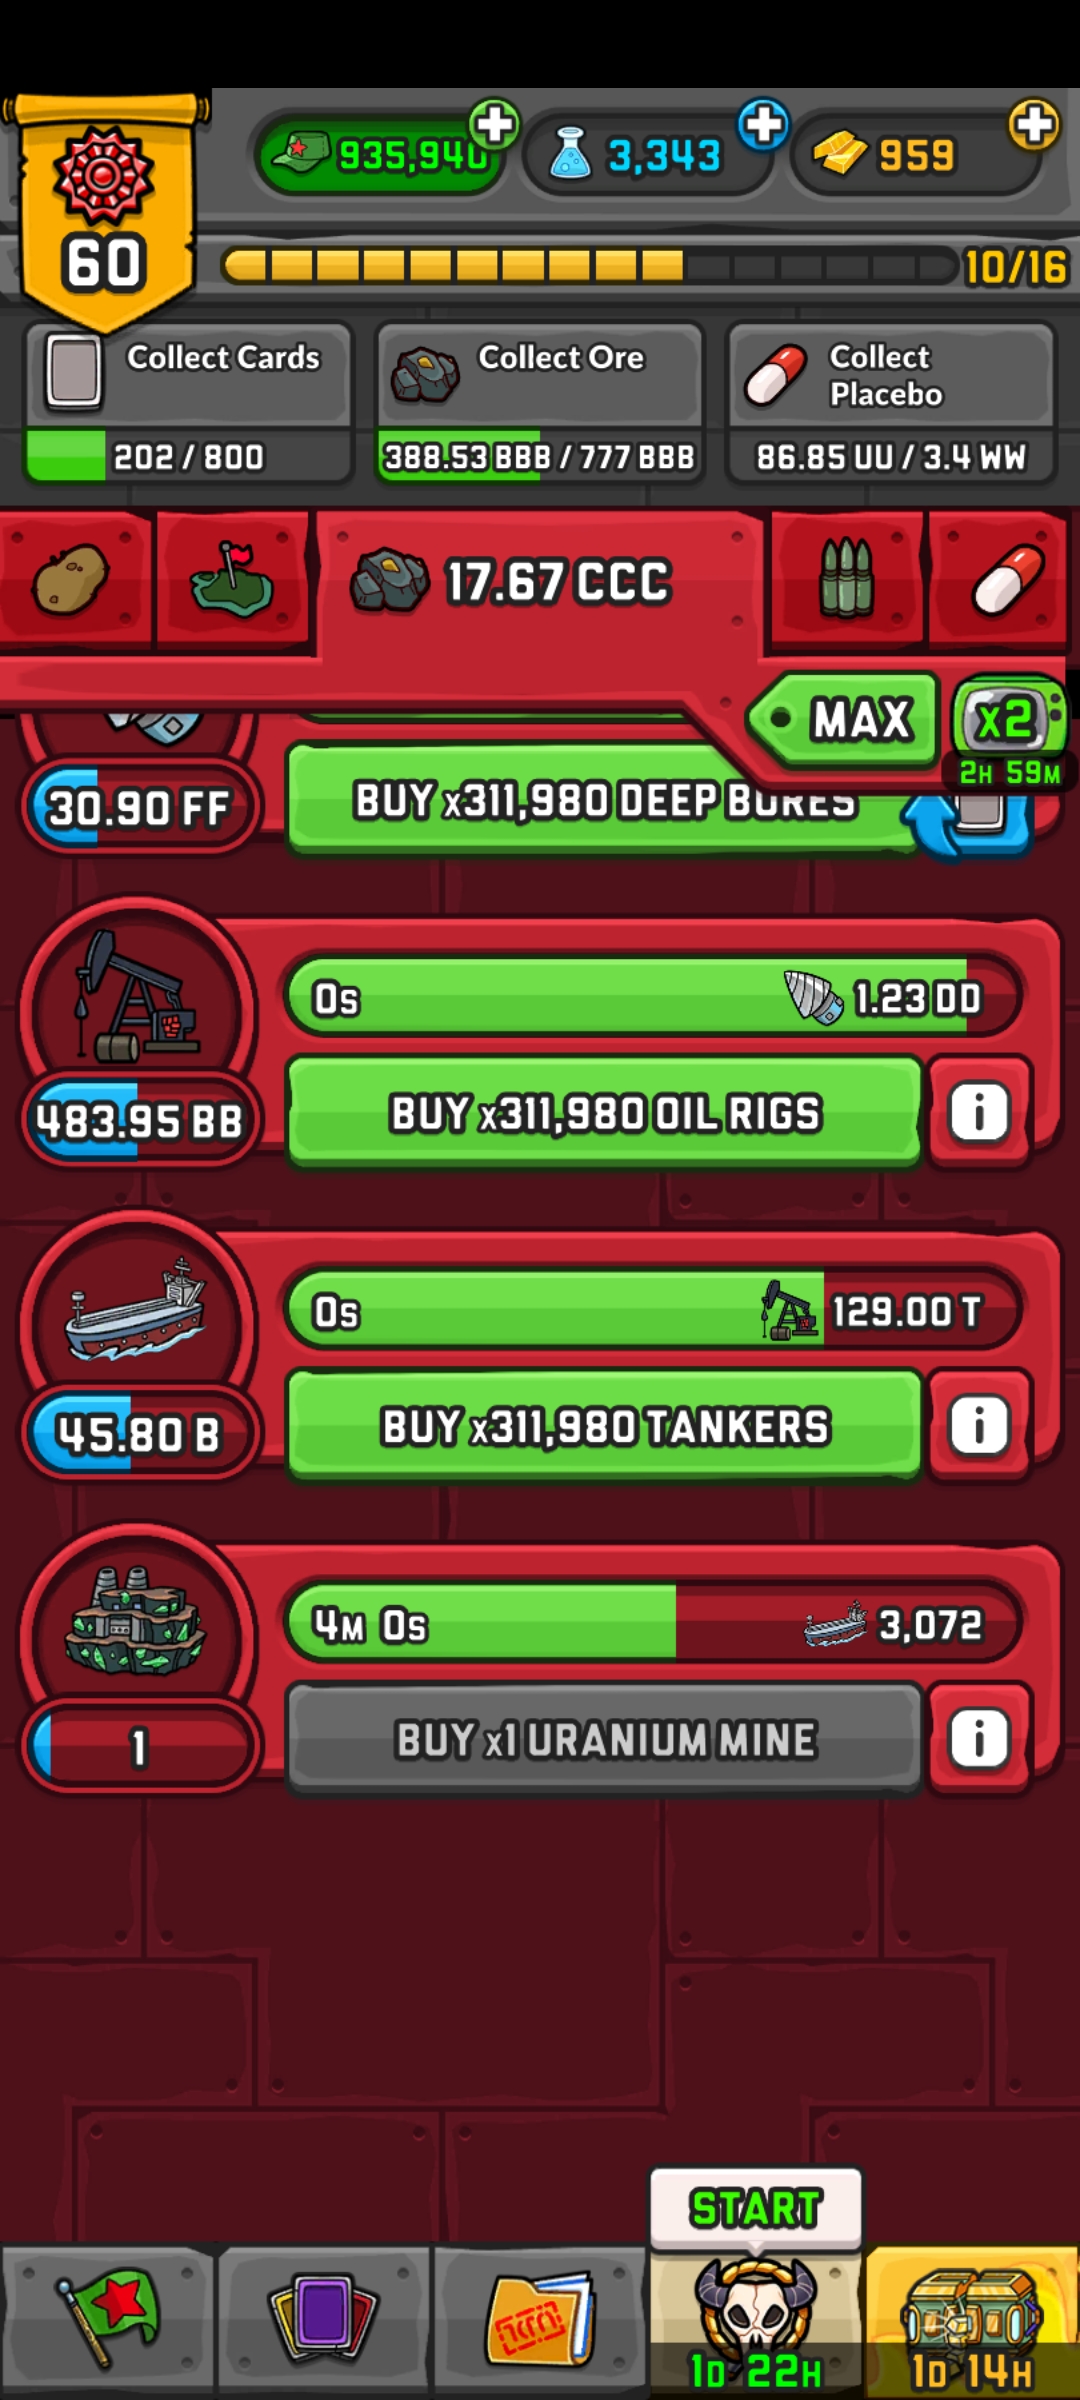 935,940
3,343
959
60
10/16
Collect Cards
202 / 800
Collect Ore
388.53 BBB / 777 BBB
Collect
Placebo
86.85 UU / 3.4 WW
17.67 CCC
MAX
x2
2H 59M
30.90 FF
BUY x311,980 DEEP BORES
0s
1.23 DD
483.95 BB
BUY x311,980 OIL RIGS
i
0s
129.00 T
45.80 B
BUY x311,980 TANKERS
i
4M 0s
3,072
1
BUY x1 URANIUM MINE
i
START
1D 22H
1D 14H